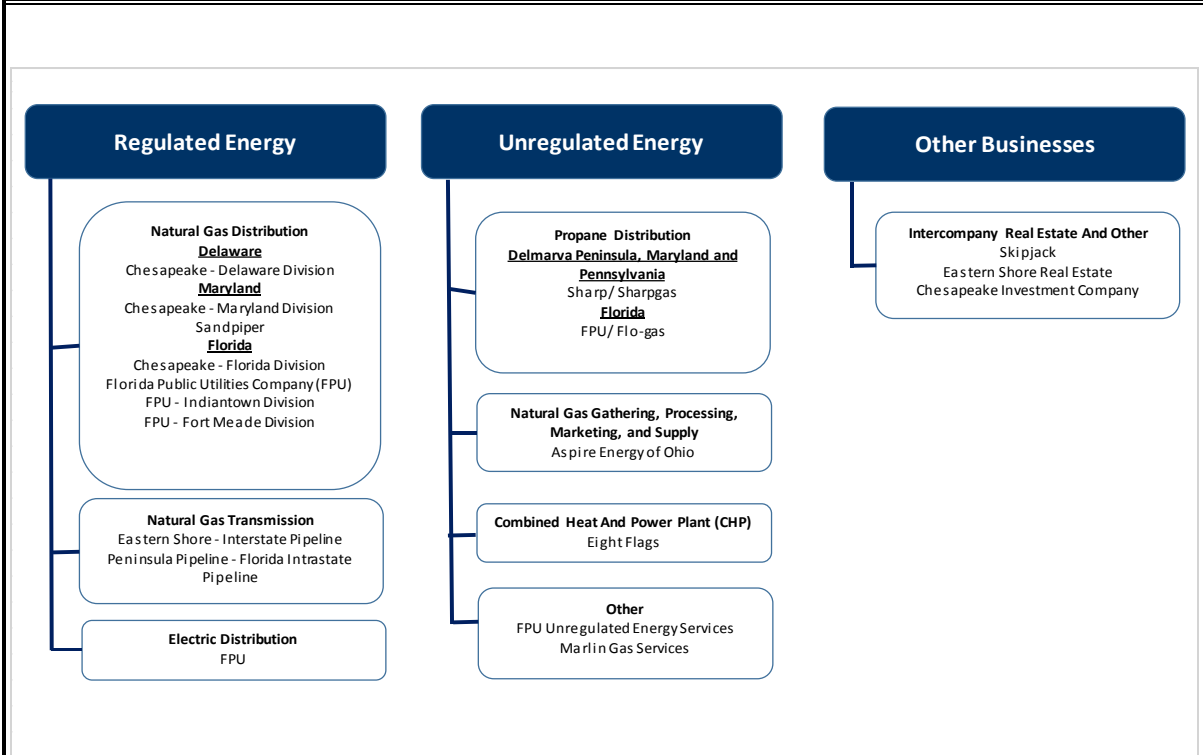 Regulated Energy
Natural Gas Distribution
Delaware
Chesapeake - Delaware Division
Maryland
Chesapeake - Maryland Division
Sandpiper
Florida
Chesapeake - Florida Division
Florida Public Utilities Company (FPU)
FPU - Indiantown Division
FPU - Fort Meade Division
Natural Gas Transmission
Eastern Shore - Interstate Pipeline
Peninsula Pipeline - Florida Intrastate
Pipeline
Electric Distribution
FPU
Unregulated Energy
Propane Distribution
Delmarva Peninsula, Maryland and
Pennsylvania
Sharp/ Sharpgas
Florida
FPU/ Flo-gas
Natural Gas Gathering, Processing,
Marketing, and Supply
Aspire Energy of Ohio
Combined Heat And Power Plant (CHP)
Eight Flags
Other
FPU Unregulated Energy Services
Marlin Gas Services
Other Businesses
Intercompany Real Estate And Other
Skipjack
Eastern Shore Real Estate
Chesapeake Investment Company